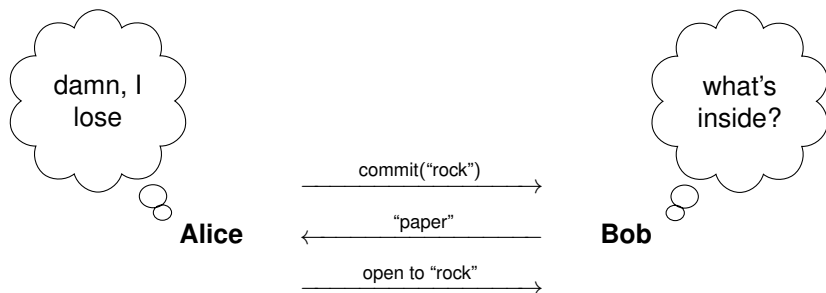 damn, I
lose
what's
inside?
commit(“rock”)
“paper”
Alice
Bob
open to “rock”